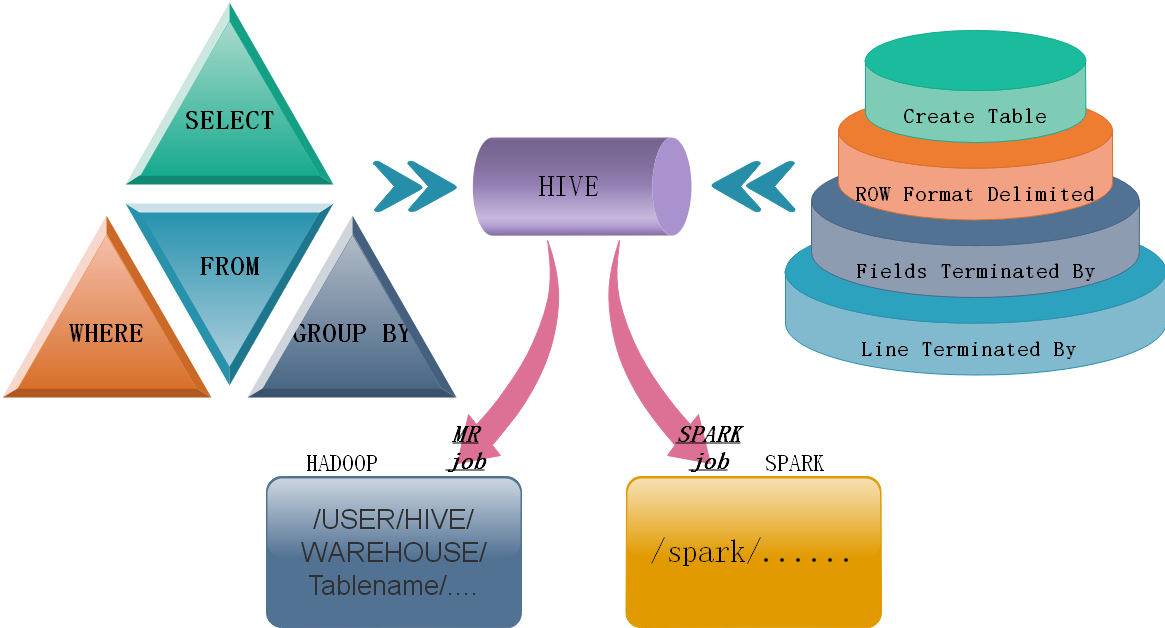 SELECT
FROM
WHERE
GROUP BY
HIVE
Create Table
ROW Format Delimited
Fields Terminated By
Line Terminated By
HADOOP
MR
job
/USER/HIVE/
WAREHOUSE/
Tablename/....
SPARK
job
SPARK
/spark/......